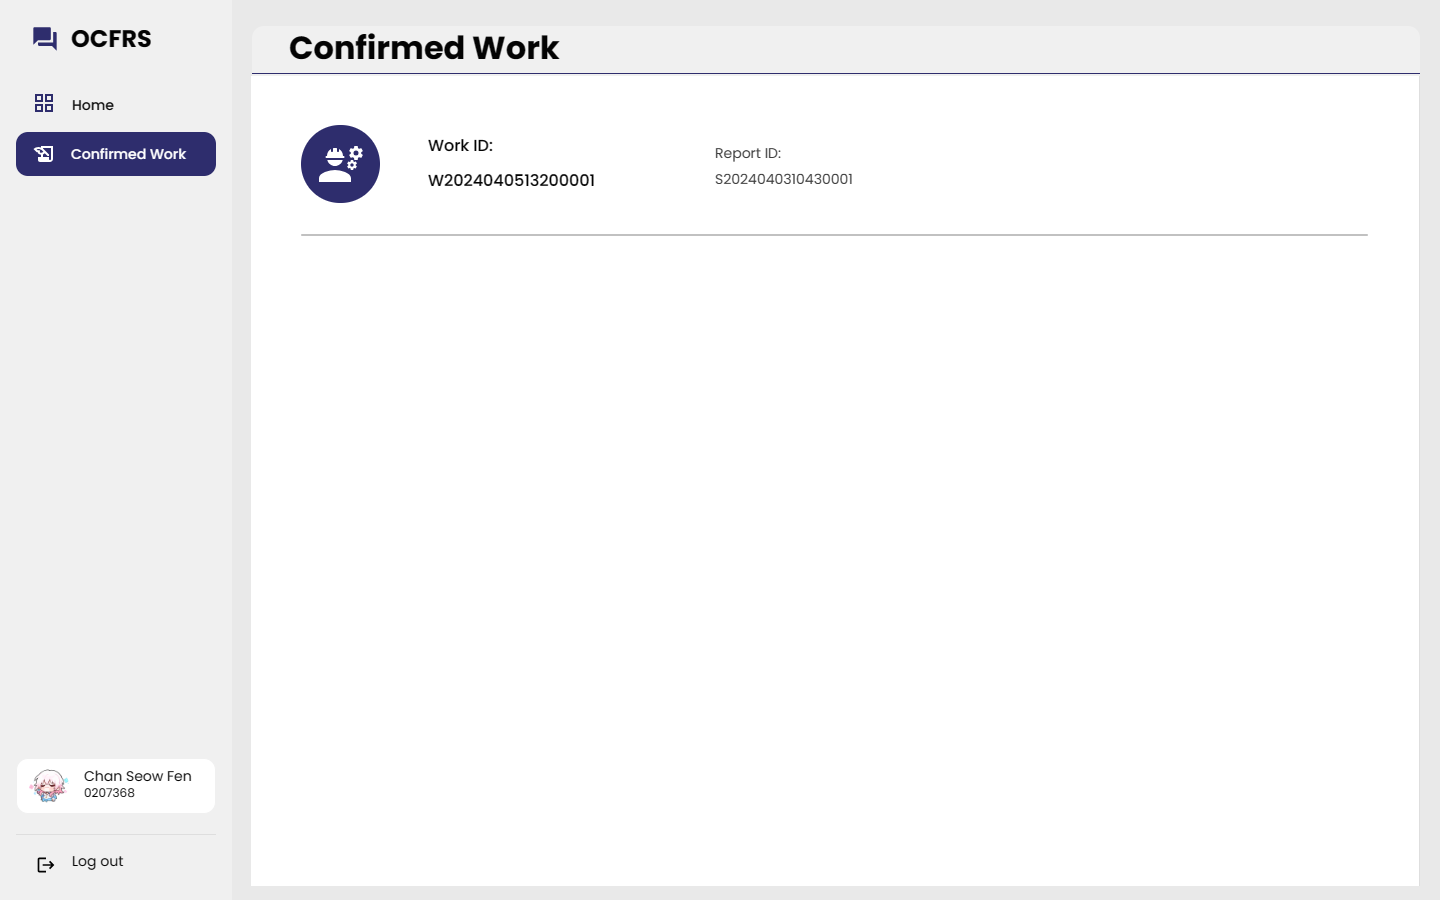 OCFRS
Home
Confirmed Work
Chan Seow Fen
0207368
Log out
Confirmed Work
Work ID:
W2024040513200001
Report ID:
S2024040310430001